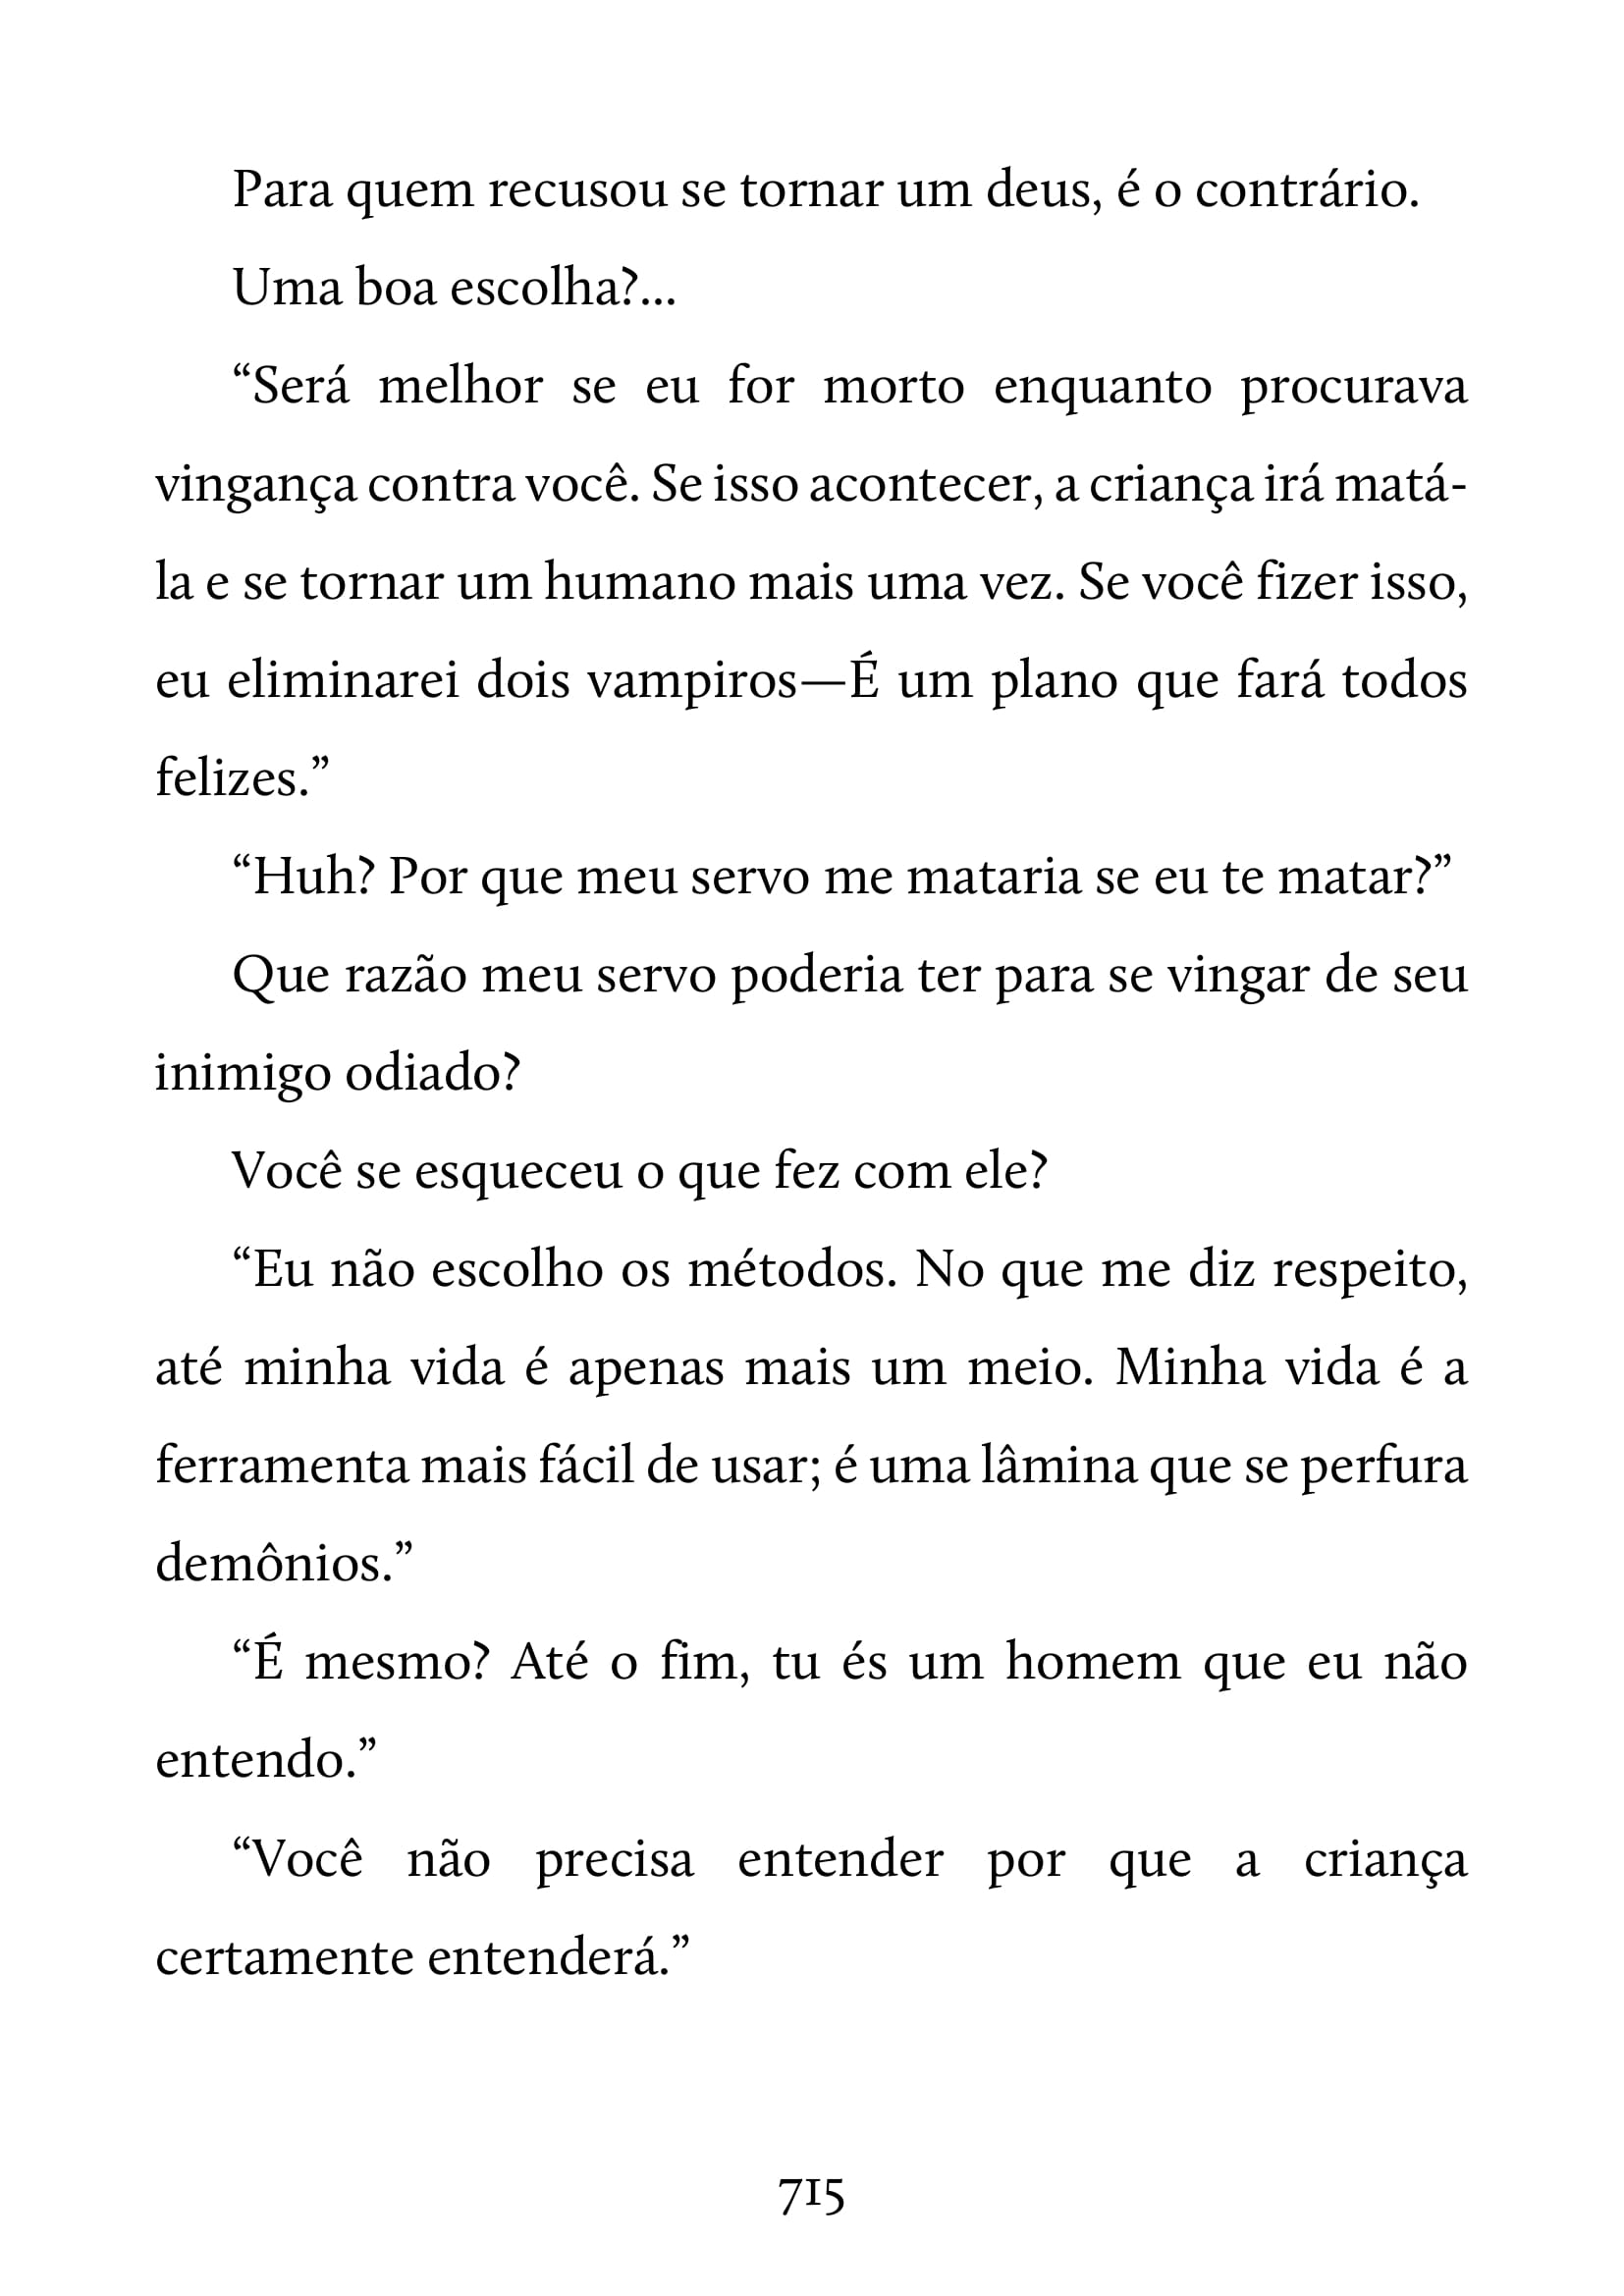 Para quem recusou se tornar um deus, é o contrário.
Uma boa escolha?...
“Será melhor se eu for morto enquanto procurava
vingança contra você. Se isso acontecer, a criança irá matá-
la e se tornar um humano mais uma vez. Se você fizer isso,
eu eliminarei dois vampiros—É um plano que fará todos
felizes.”
“Huh? Por que meu servo me mataria se eu te matar?”
Que razão meu servo poderia ter para se vingar de seu
inimigo odiado?
Você se esqueceu o que fez com ele?
“Eu não escolho os métodos. No que me diz respeito,
até minha vida é apenas mais um meio. Minha vida é a
ferramenta mais fácil de usar; é uma lâmina que se perfura
demônios.”
“É mesmo? Até o fim, tu és um homem que eu não
entendo.”
“Você não precisa entender por que a criança
certamente entenderá.”
715